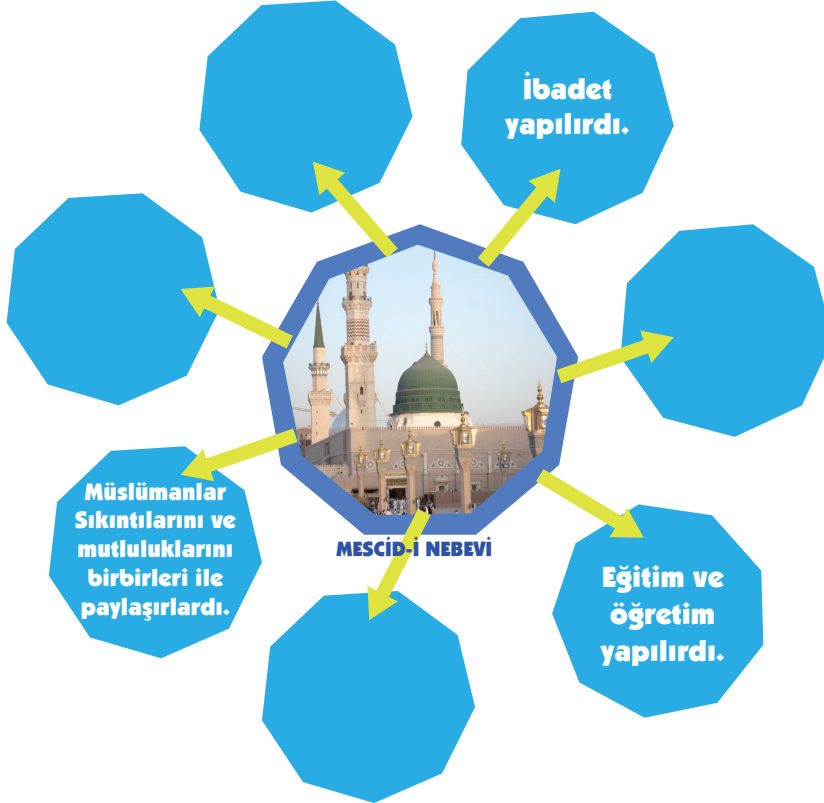 İbadet
yapılırdı.
MESCİD-İ NEBEVİ
Müslümanlar
Sıkıntılarını ve
mutluluklarını
birbirleri ile
paylaşırlardı.
Eğitim ve
öğretim
yapılırdı.